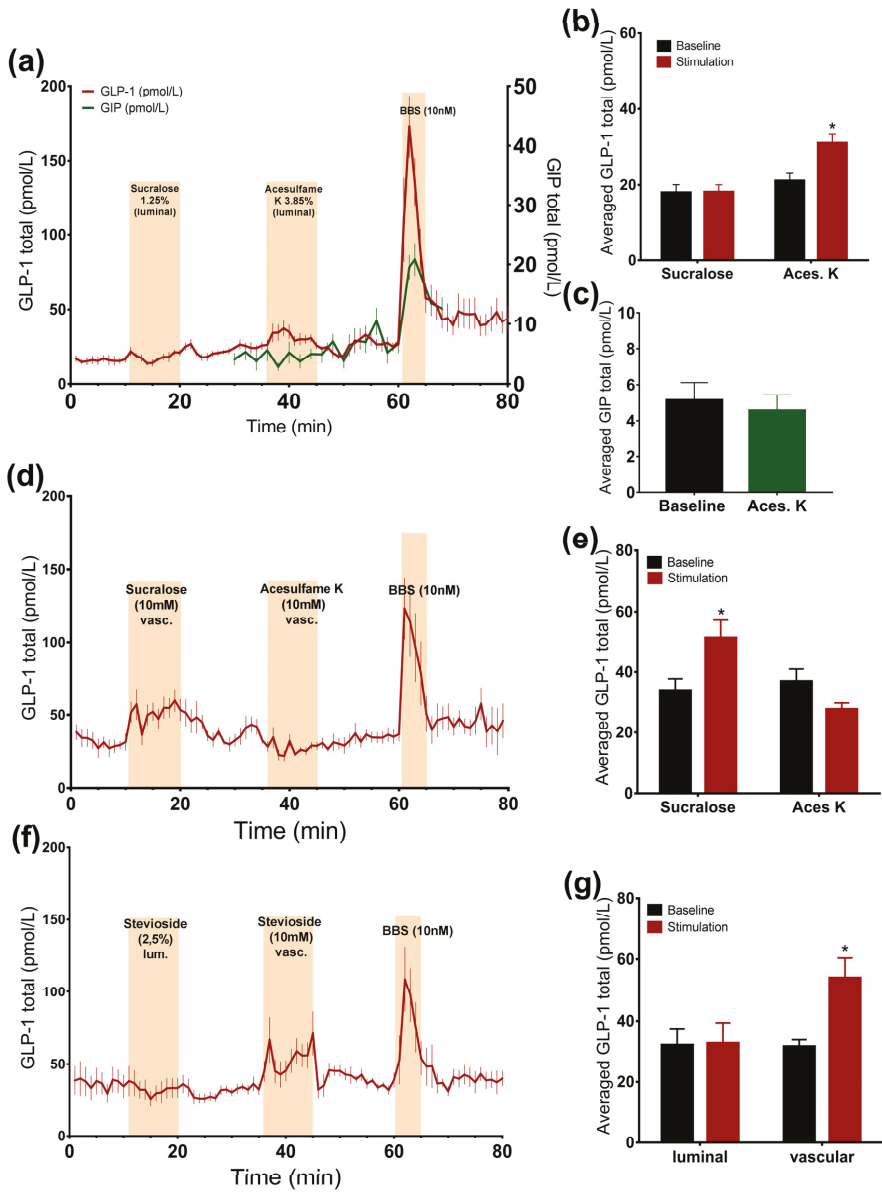 (a)
GLP-1 (pmol/L)
GIP (pmol/L)
GLP-1 total (pmol/L)
200
150
100
50
0
GIP total (pmol/L)
50
40
30
20
10
0
Sucralose
1.25%
(luminal)
Acesulfame
K 3.85%
(luminal)
BBS (10nM)
0
20
40
60
80
Time (min)
(b)
Baseline
Stimulation
Averaged GLP-1 total (pmol/L)
60
40
20
0
*
Sucralose
Aces. K
(c)
Averaged GIP total (pmol/L)
10
8
6
4
2
0
Baseline
Aces. K
(d)
GLP-1 total (pmol/L)
200
150
100
50
0
Sucralose
(10mM)
vasc.
Acesulfame K
(10mM)
vasc.
BBS (10nM)
0
20
40
60
80
Time (min)
(e)
Baseline
Stimulation
Averaged GLP-1 total (pmol/L)
80
60
40
20
0
*
Sucralose
Aces K
(f)
GLP-1 total (pmol/L)
200
150
100
50
0
Stevioside
(2,5%)
lum.
Stevioside
(10mM)
vasc.
BBS (10nM)
0
20
40
60
80
Time (min)
(g)
Baseline
Stimulation
Averaged GLP-1 total (pmol/L)
80
60
40
20
0
*
luminal
vascular